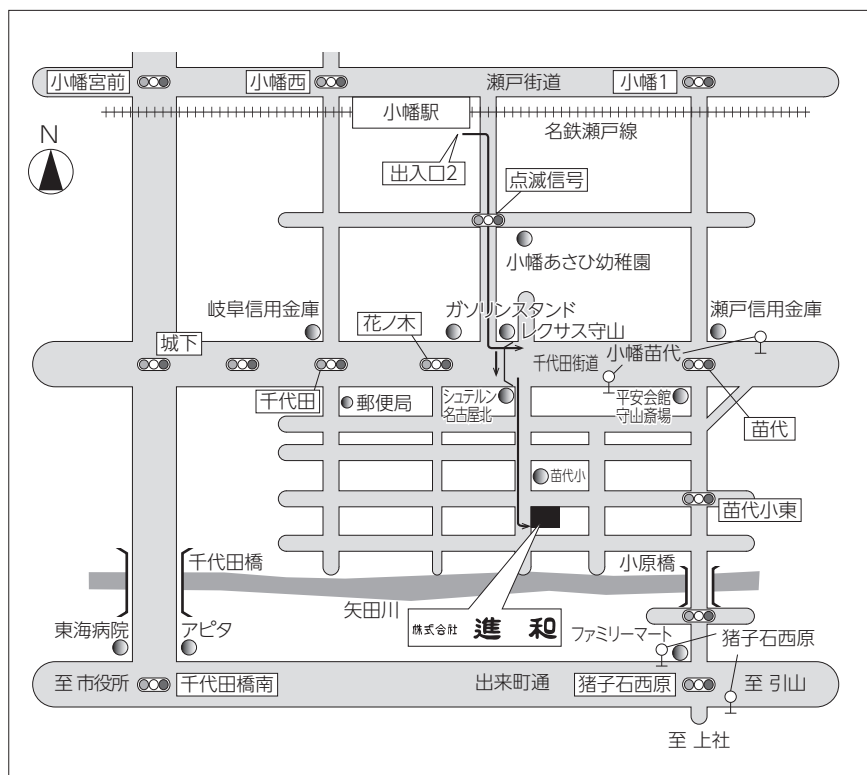 小幡宮前
小幡西
瀬戸街道
小幡1
小幡駅
名鉄瀬戸線
N
出入口2
点滅信号
小幡あさひ幼稚園
岐阜信用金庫
ガソリンスタンド
瀬戸信用金庫
花ノ木
レクサス守山
城下
千代田街道
小幡苗代
千代田
郵便局
シュテルン
名古屋北
平安会館
守山斎場
苗代
苗代小
苗代小東
千代田橋
小原橋
矢田川
東海病院
アピタ
株式会社 進和
ファミリーマート
猪子石西原
至 市役所
千代田橋南
出来町通
猪子石西原
至 引山
至 上社